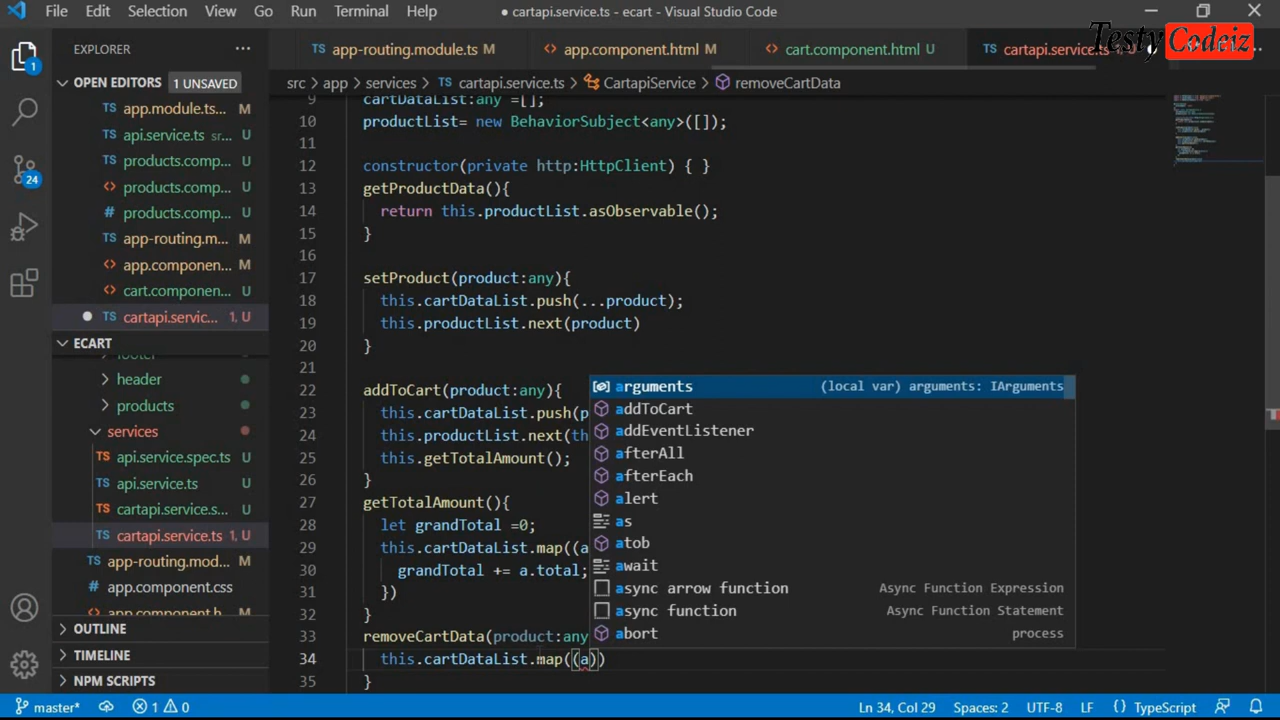 File Edit Selection View Go Run Terminal Help
● cartapi.service.ts - ecart - Visual Studio Code
Testy Codeiz
EXPLORER ...
TS app-routing.module.ts M <> app.component.html M <> cart.component.html U TS cartapi.service.ts
OPEN EDITORS 1 UNSAVED
TS app.module.ts...
TS api.service.ts sr...
<> products.comp...
<> products.comp... U
# products.comp... U
TS app-routing.m... M
<> app.componen... M
<> cart.componen... U
● TS cartapi.servic... 1, U
ECART
footer
> header
> products
services
TS api.service.spec.ts U
TS api.service.ts U
TS cartapi.service.s... U
TS cartapi.service.ts 1, U
TS app-routing.mod... M
# app.component.css
<> app.component.h M
> OUTLINE
> TIMELINE
> NPM SCRIPTS
1
24
src > app > services > TS cartapi.service.ts > CartapiService > removeCartData
9 cartDataList:any =[];
10 productList= new BehaviorSubject<any>([]);
11
12 constructor(private http:HttpClient) { }
13 getProductData(){
14 return this.productList.asObservable();
15 }
16
17 setProduct(product:any){
18 this.cartDataList.push(...product);
19 this.productList.next(product)
20 }
21
22 addToCart(product:any){
23 this.cartDataList.push(p
24 this.productList.next(th
25 this.getTotalAmount();
26 }
27 getTotalAmount(){
28 let grandTotal =0;
29 this.cartDataList.map((a
30 grandTotal += a.total;
31 })
32 }
33 removeCartData(product:any
34 this.cartDataList.map((a))
35 }
arguments (local var) arguments: IArguments
addToCart
addEventListener
afterAll
afterEach
alert
as
atob
await
async arrow function Async Function Expression
async function Async Function Statement
abort process
master* 1 0 Ln 34, Col 29 Spaces: 2 UTF-8 LF {} TypeScript